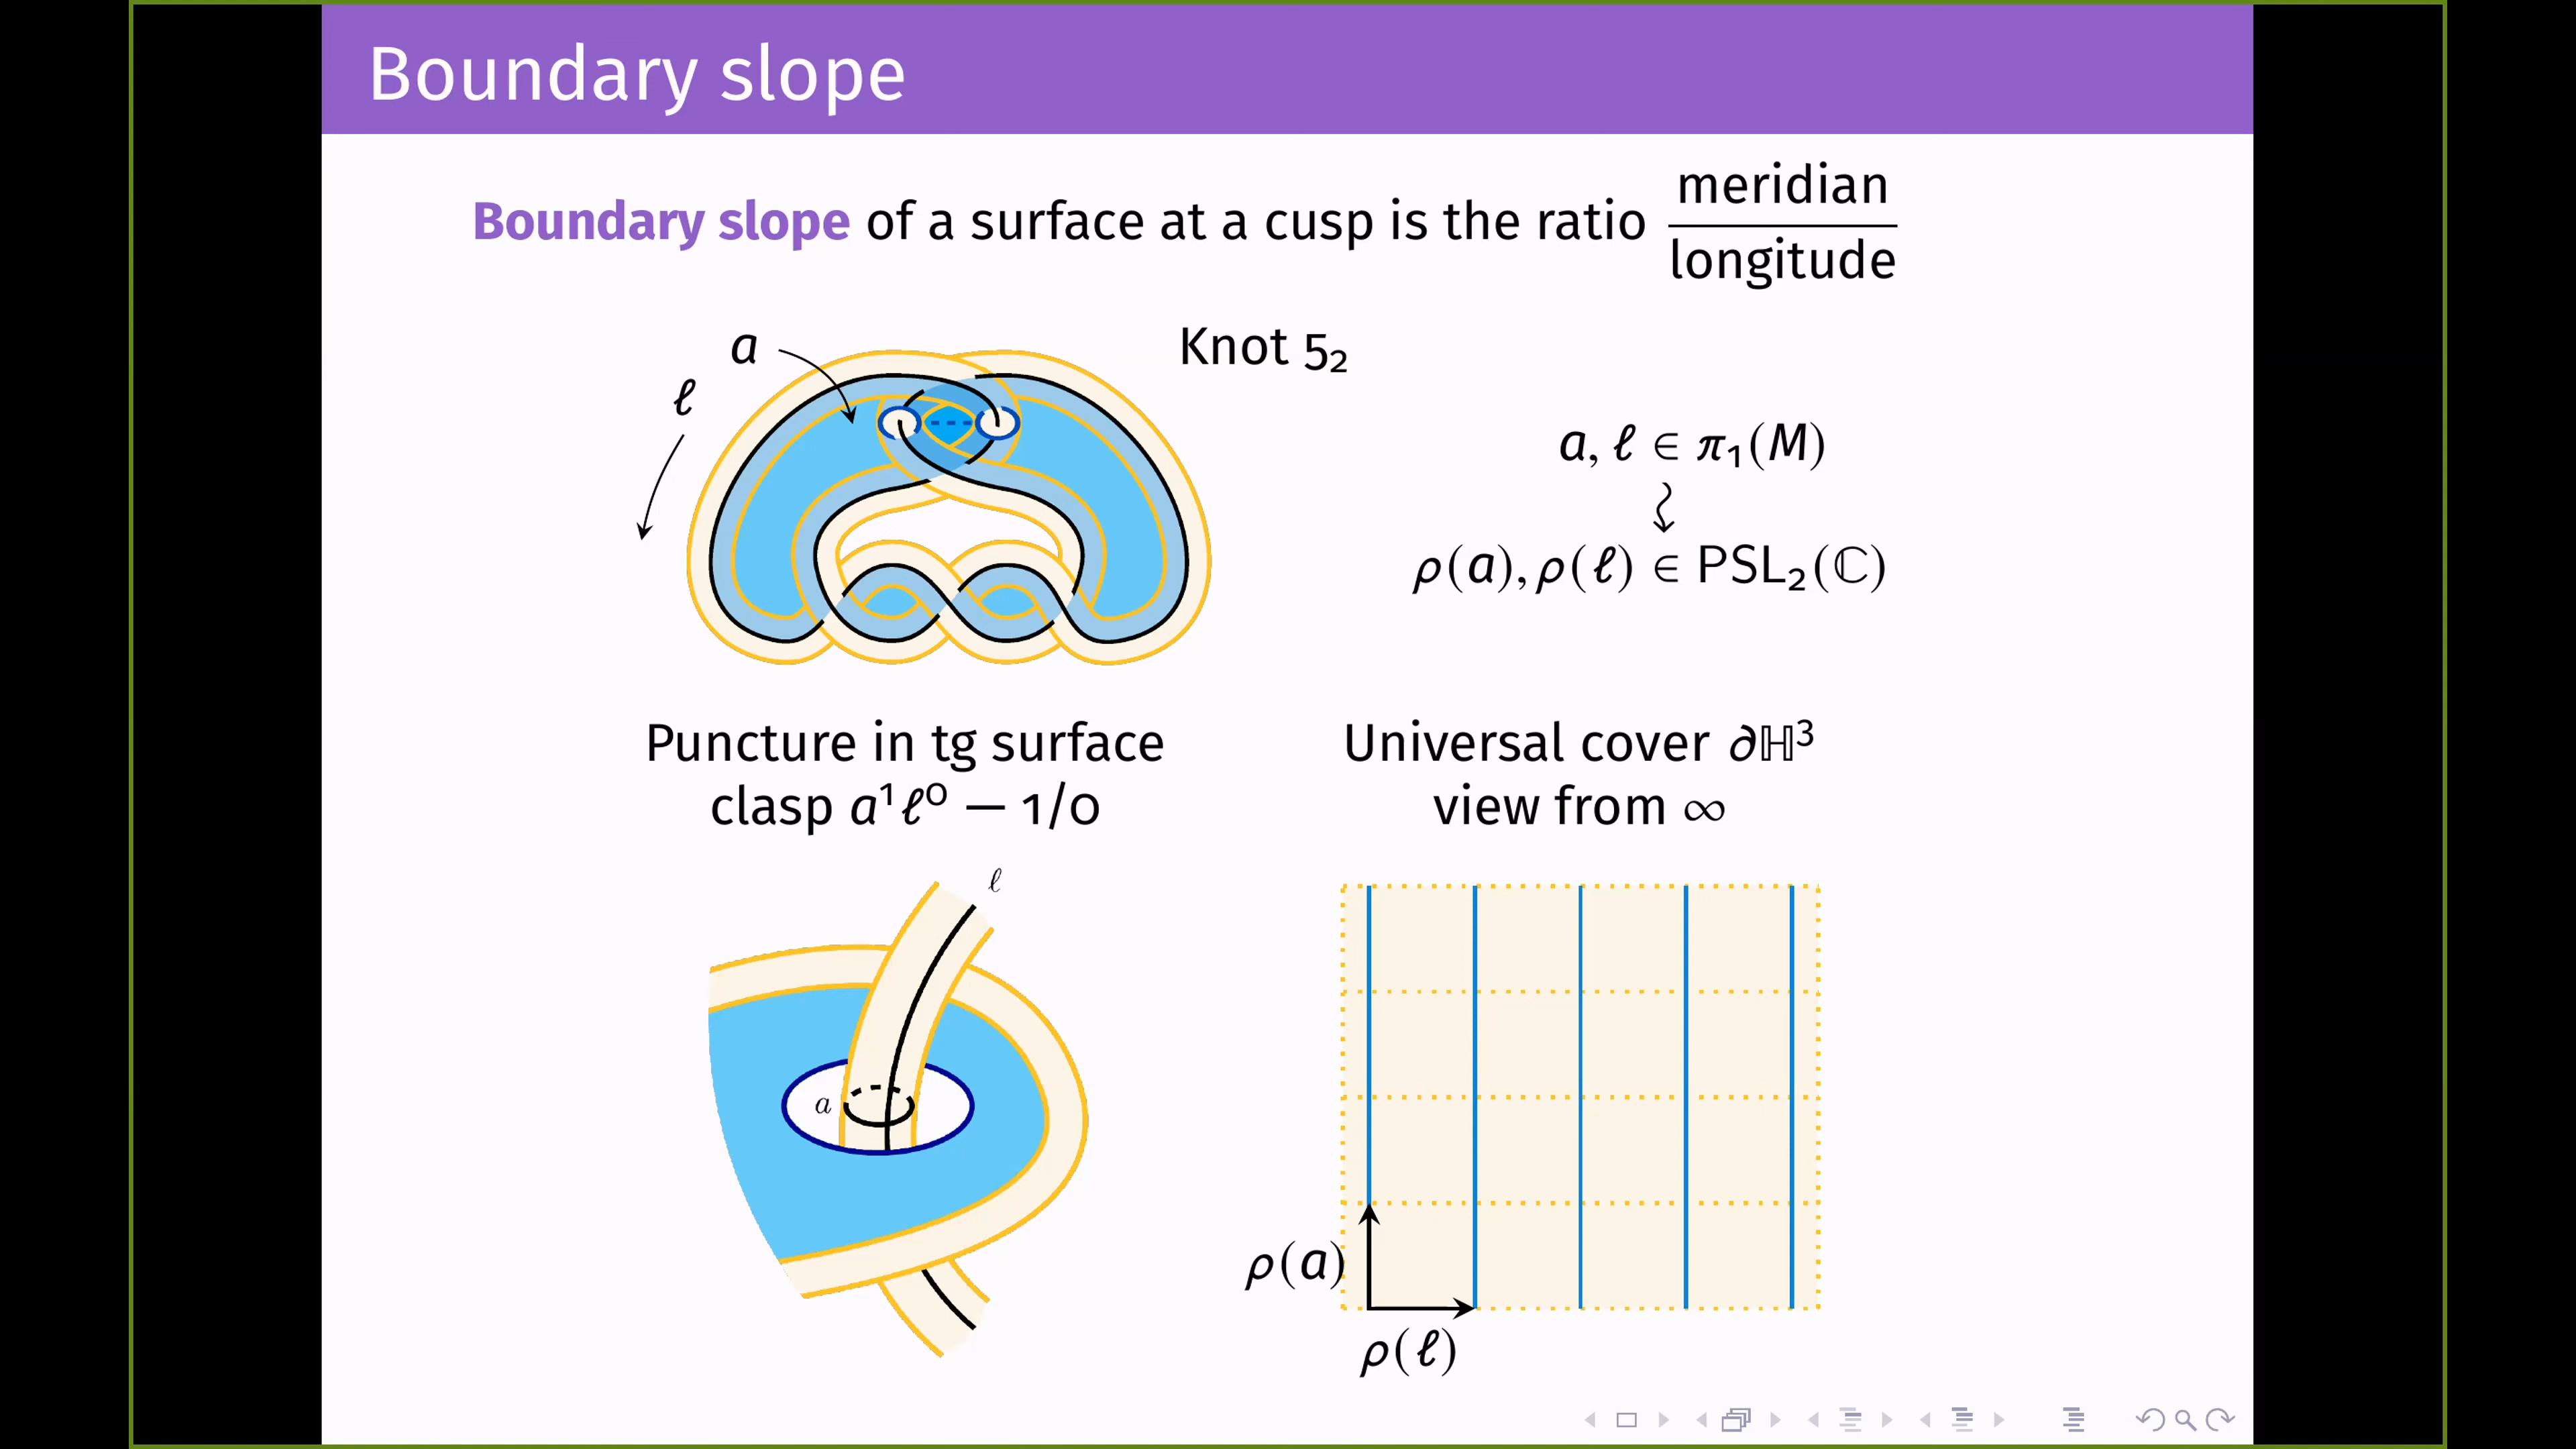 Boundary slope
Boundary slope of a surface at a cusp is the ratio meridian/longitude
a
Knot 5₂
ℓ
a, ℓ ∈ π₁(M)
ρ(a), ρ(ℓ) ∈ PSL₂(ℂ)
Puncture in tg surface
clasp a¹ℓ⁰ — 1/0
Universal cover ∂ℍ³
view from ∞
ℓ
a
ρ(a)
ρ(ℓ)